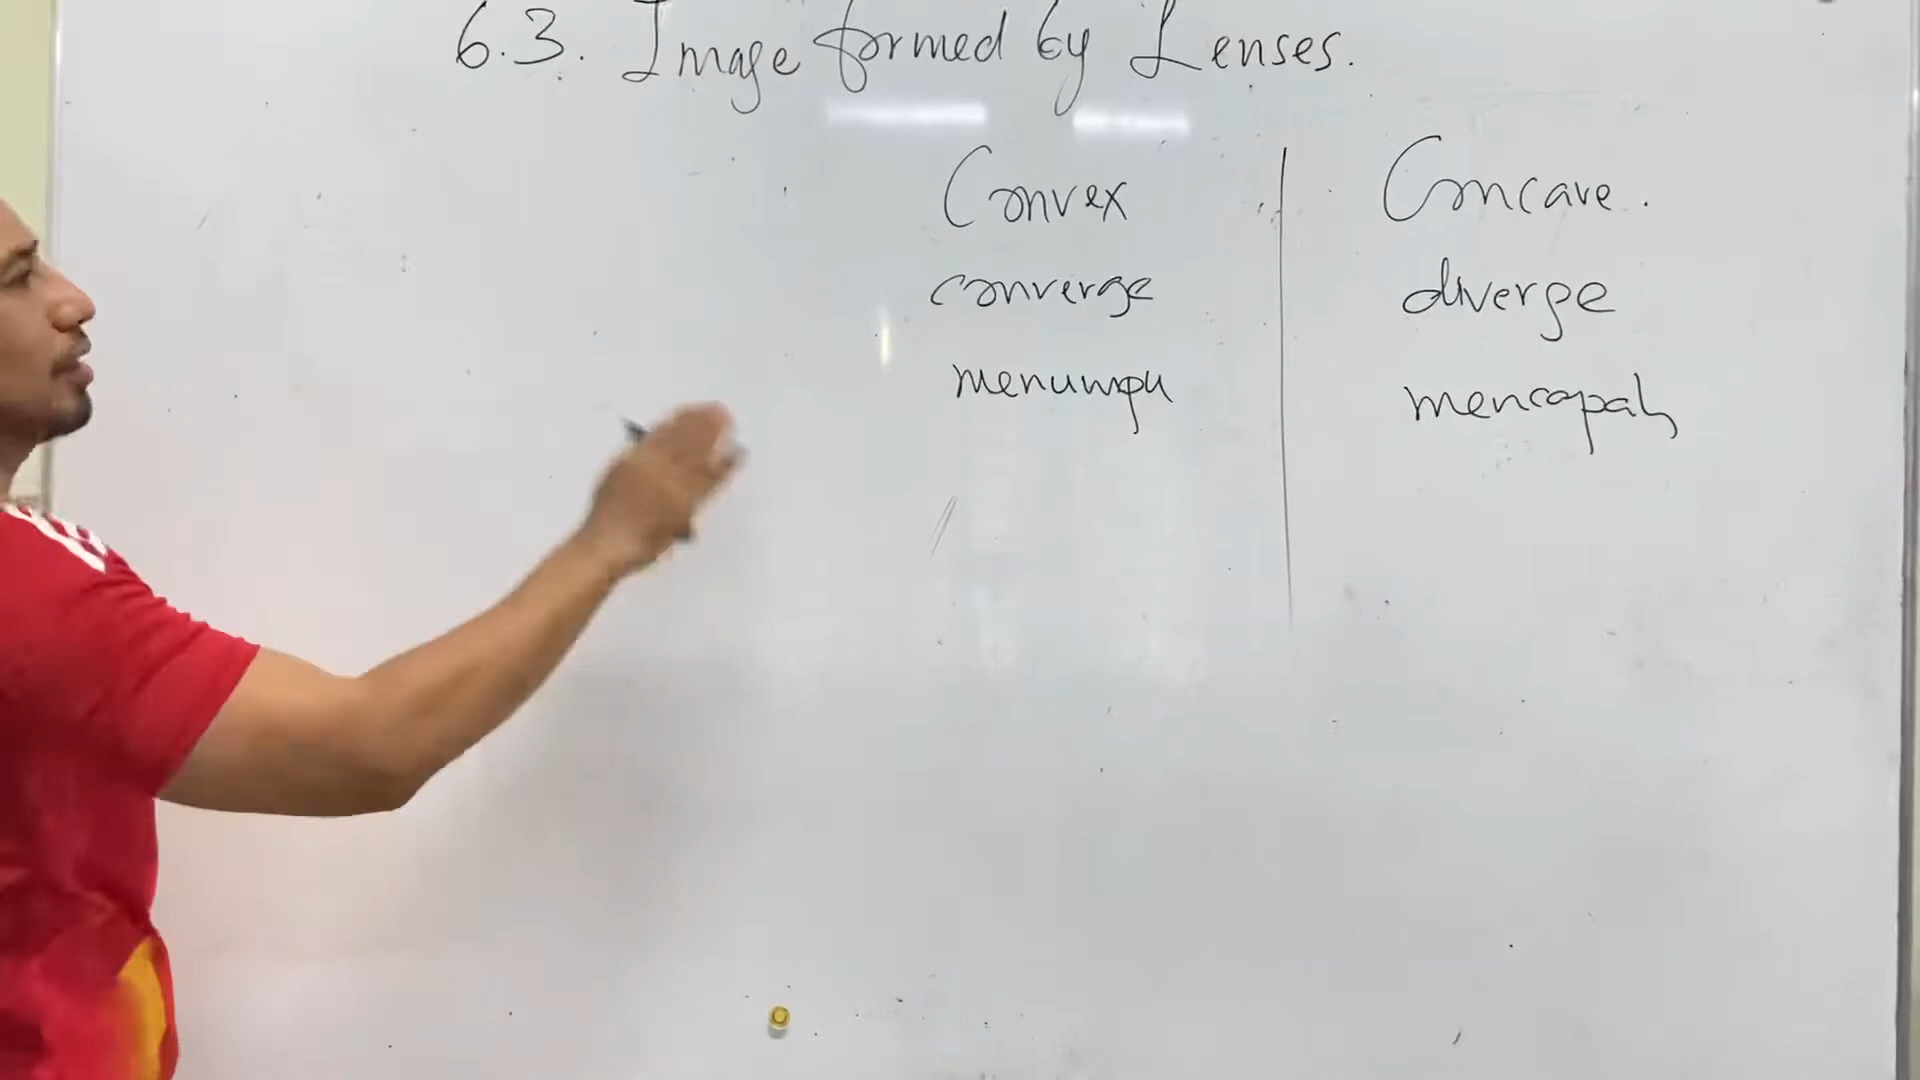 6.3. Image formed by Lenses.
Convex
Concave.
converge
diverge
menumpu
mencapah